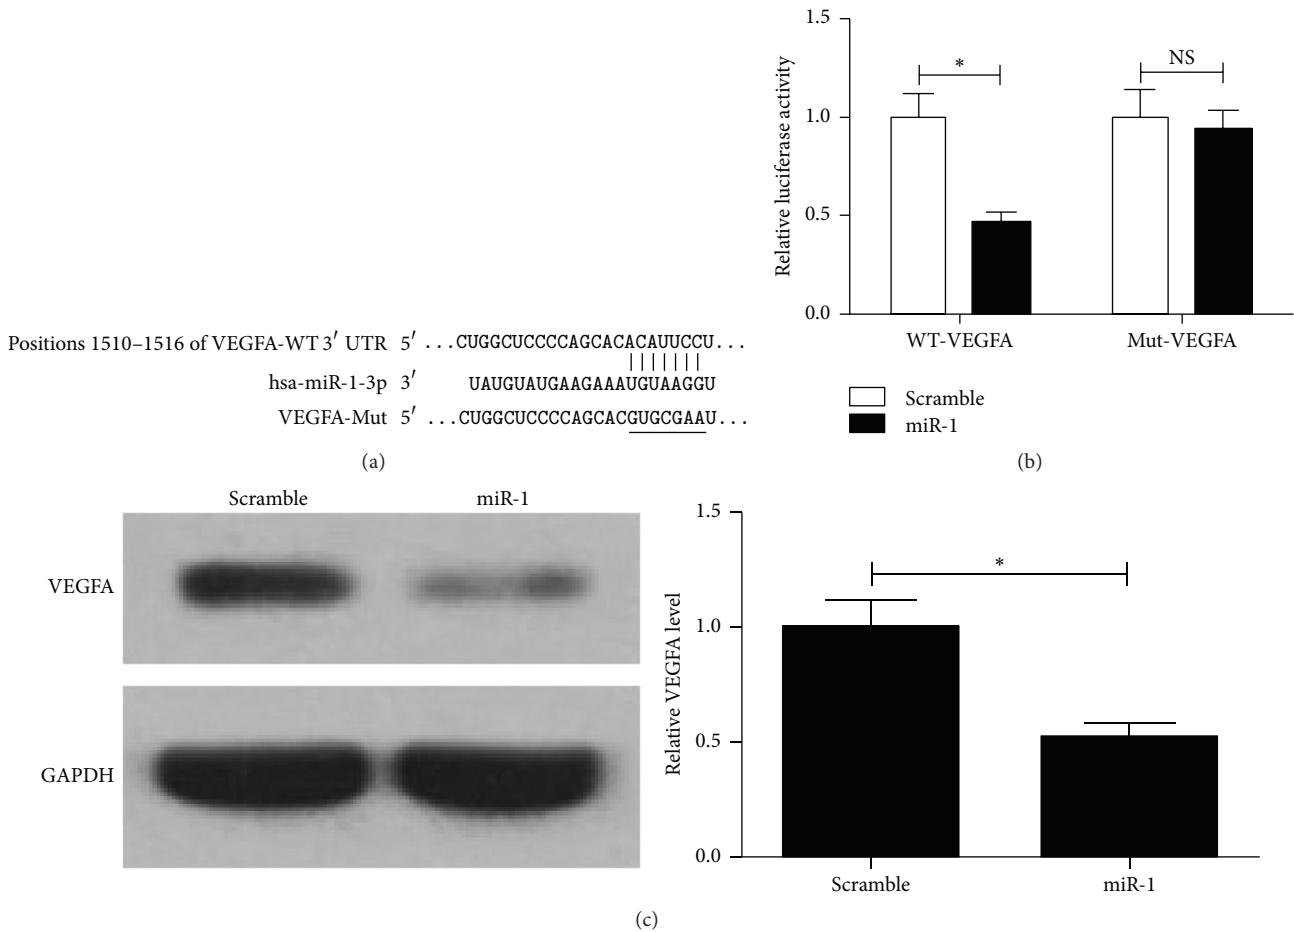 Positions 1510–1516 of VEGFA-WT 3′ UTR 5′ ...CUGGCUCCCCAGCACACAUUCCU...
hsa-miR-1-3p 3′ UAUGUAUGAAGAAAUGUAAGGU
VEGFA-Mut 5′ ...CUGGCUCCCCAGCACGUGCGAAU...
(a)
Relative luciferase activity
1.5
1.0
0.5
0.0
*
NS
WT-VEGFA Mut-VEGFA
Scramble
miR-1
(b)
Scramble miR-1
VEGFA
GAPDH
Relative VEGFA level
1.5
1.0
0.5
0.0
*
Scramble miR-1
(c)